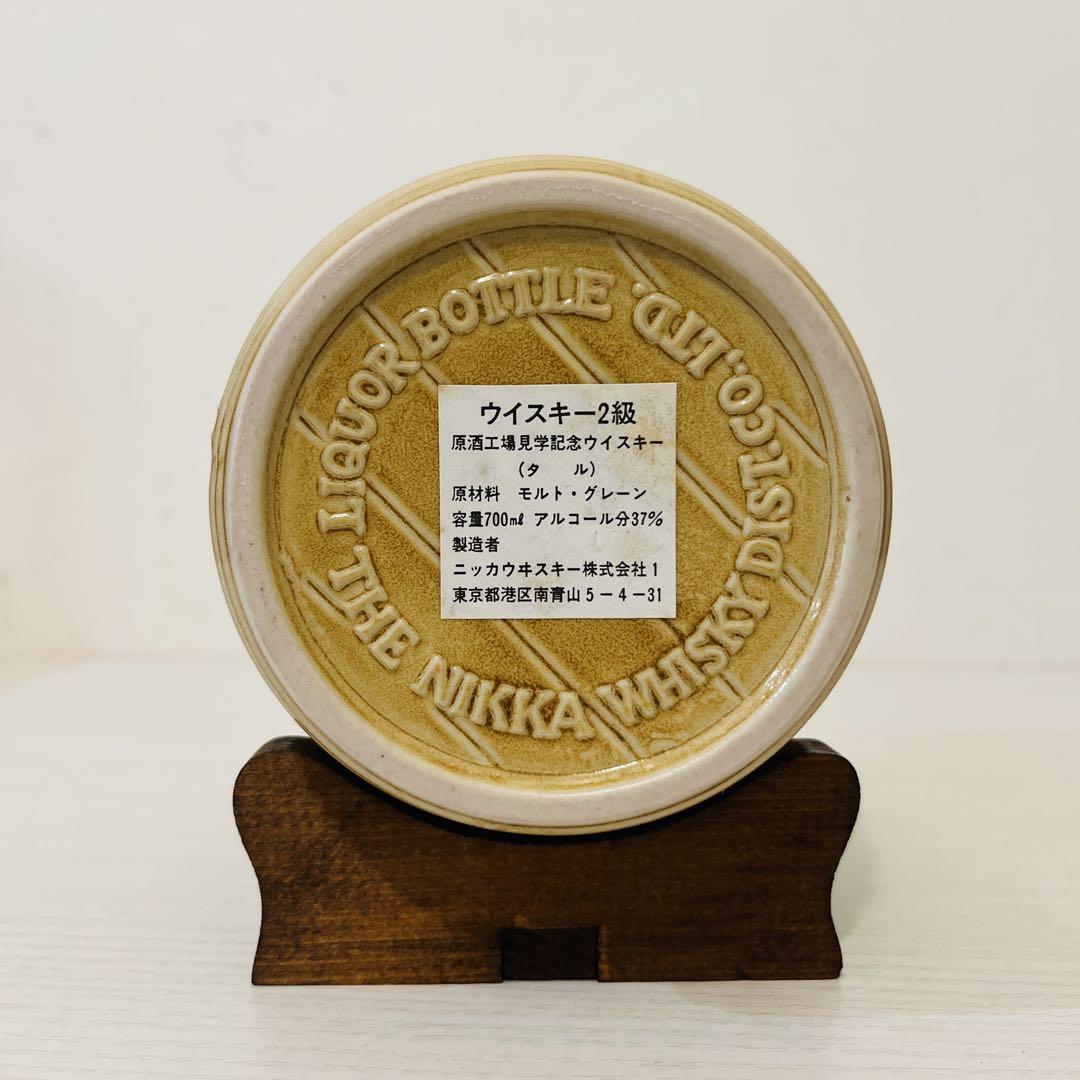 THE LIQUOR BOTTLE
THE NIKKA WHISKY DIST.CO.,LTD.
ウイスキー2級
原酒工場見学記念ウイスキー
(タ ル)
原材料 モルト・グレーン
容量700㎖ アルコール分37%
製造者
ニッカウヰスキー株式会社1
東京都港区南青山5-4-31